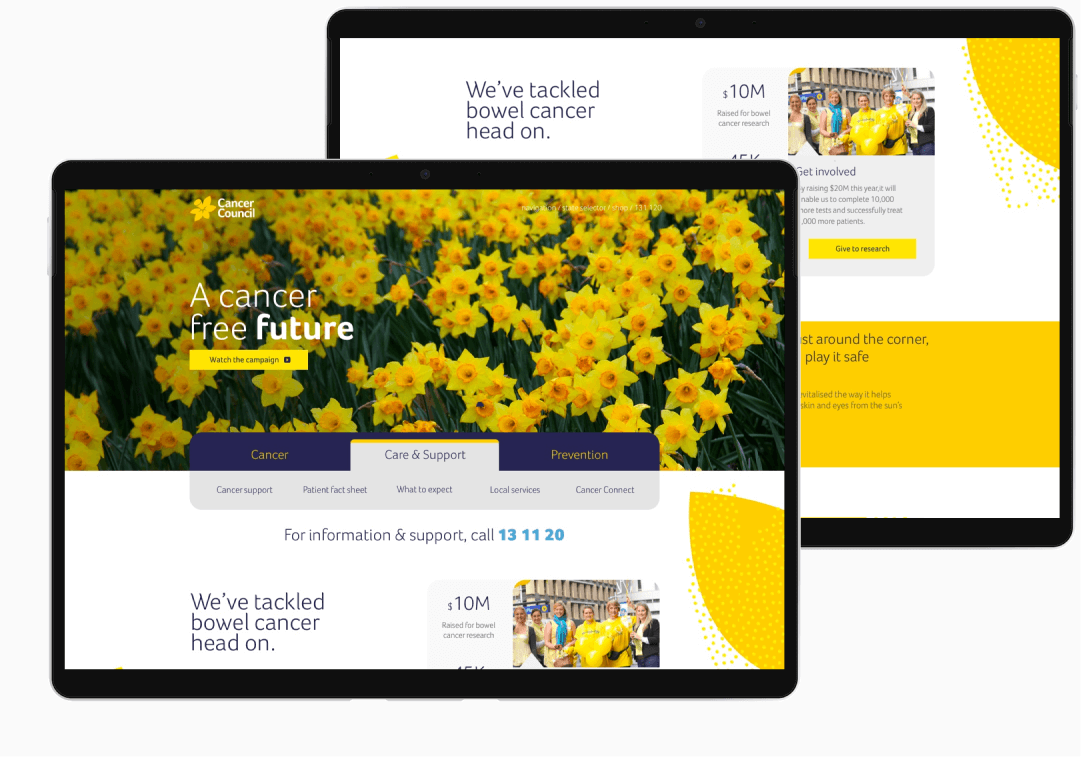 We've tackled
bowel cancer
head on.
$10M
Raised for bowel
cancer research
45K
Get involved
raising $20M this year,it will
us to complete 10,000
more tests and successfully treat
,000 more patients.
Give to research
just around the corner,
play it safe
revitalised the way it helps
skin and eyes from the sun's
Cancer
Council
navigation / state selector / shop / 131 120
A cancer
free future
Watch the campaign
Cancer
Care & Support
Prevention
Cancer support
Patient fact sheet
What to expect
Local services
Cancer Connect
For information & support, call 13 11 20
We've tackled
bowel cancer
head on.
$10M
Raised for bowel
cancer research
45K